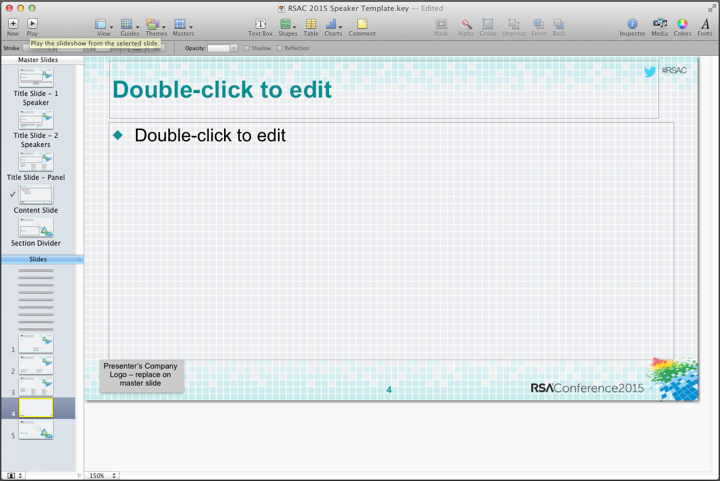 RSAC 2015 Speaker Template.key — Edited
New Play View Guides Themes Masters Text Box Shapes Table Charts Comment Mask Alpha Group Ungroup Front Back Inspector Media Colors Fonts
Play the slideshow from the selected slide.
Stroke: Opacity: Shadow Reflection
Master Slides
Title Slide – 1
Speaker
Title Slide – 2
Speakers
Title Slide – Panel
Content Slide
Section Divider
Slides
1
2
3
4
5
#RSAC
Double-click to edit
Double-click to edit
Presenter's Company
Logo – replace on
master slide
4
RSAConference2015
150%